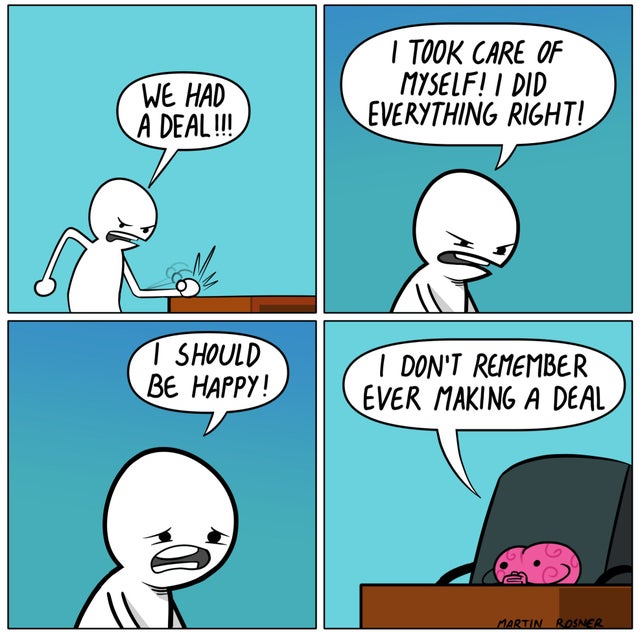 WE HAD
A DEAL!!!
I TOOK CARE OF
MYSELF! I DID
EVERYTHING RIGHT!
I SHOULD
BE HAPPY!
I DON'T REMEMBER
EVER MAKING A DEAL
MARTIN ROSNER